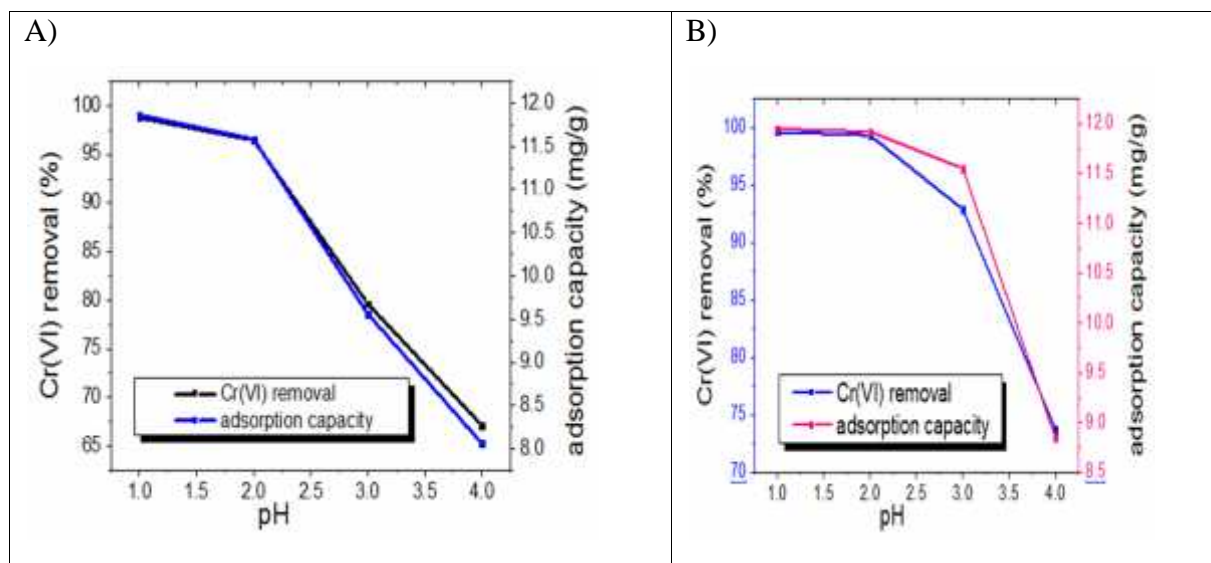 A)
Cr(VI) removal (%)
100
95
90
85
80
75
70
65
12.0
11.5
11.0
10.5
10.0
9.5
9.0
8.5
8.0
adsorption capacity (mg/g)
Cr(VI) removal
adsorption capacity
1.0 1.5 2.0 2.5 3.0 3.5 4.0
pH
B)
Cr(VI) removal (%)
100
95
90
85
80
75
70
12.0
11.5
11.0
10.5
10.0
9.5
9.0
8.5
adsorption capacity (mg/g)
Cr(VI) removal
adsorption capacity
1.0 1.5 2.0 2.5 3.0 3.5 4.0
pH